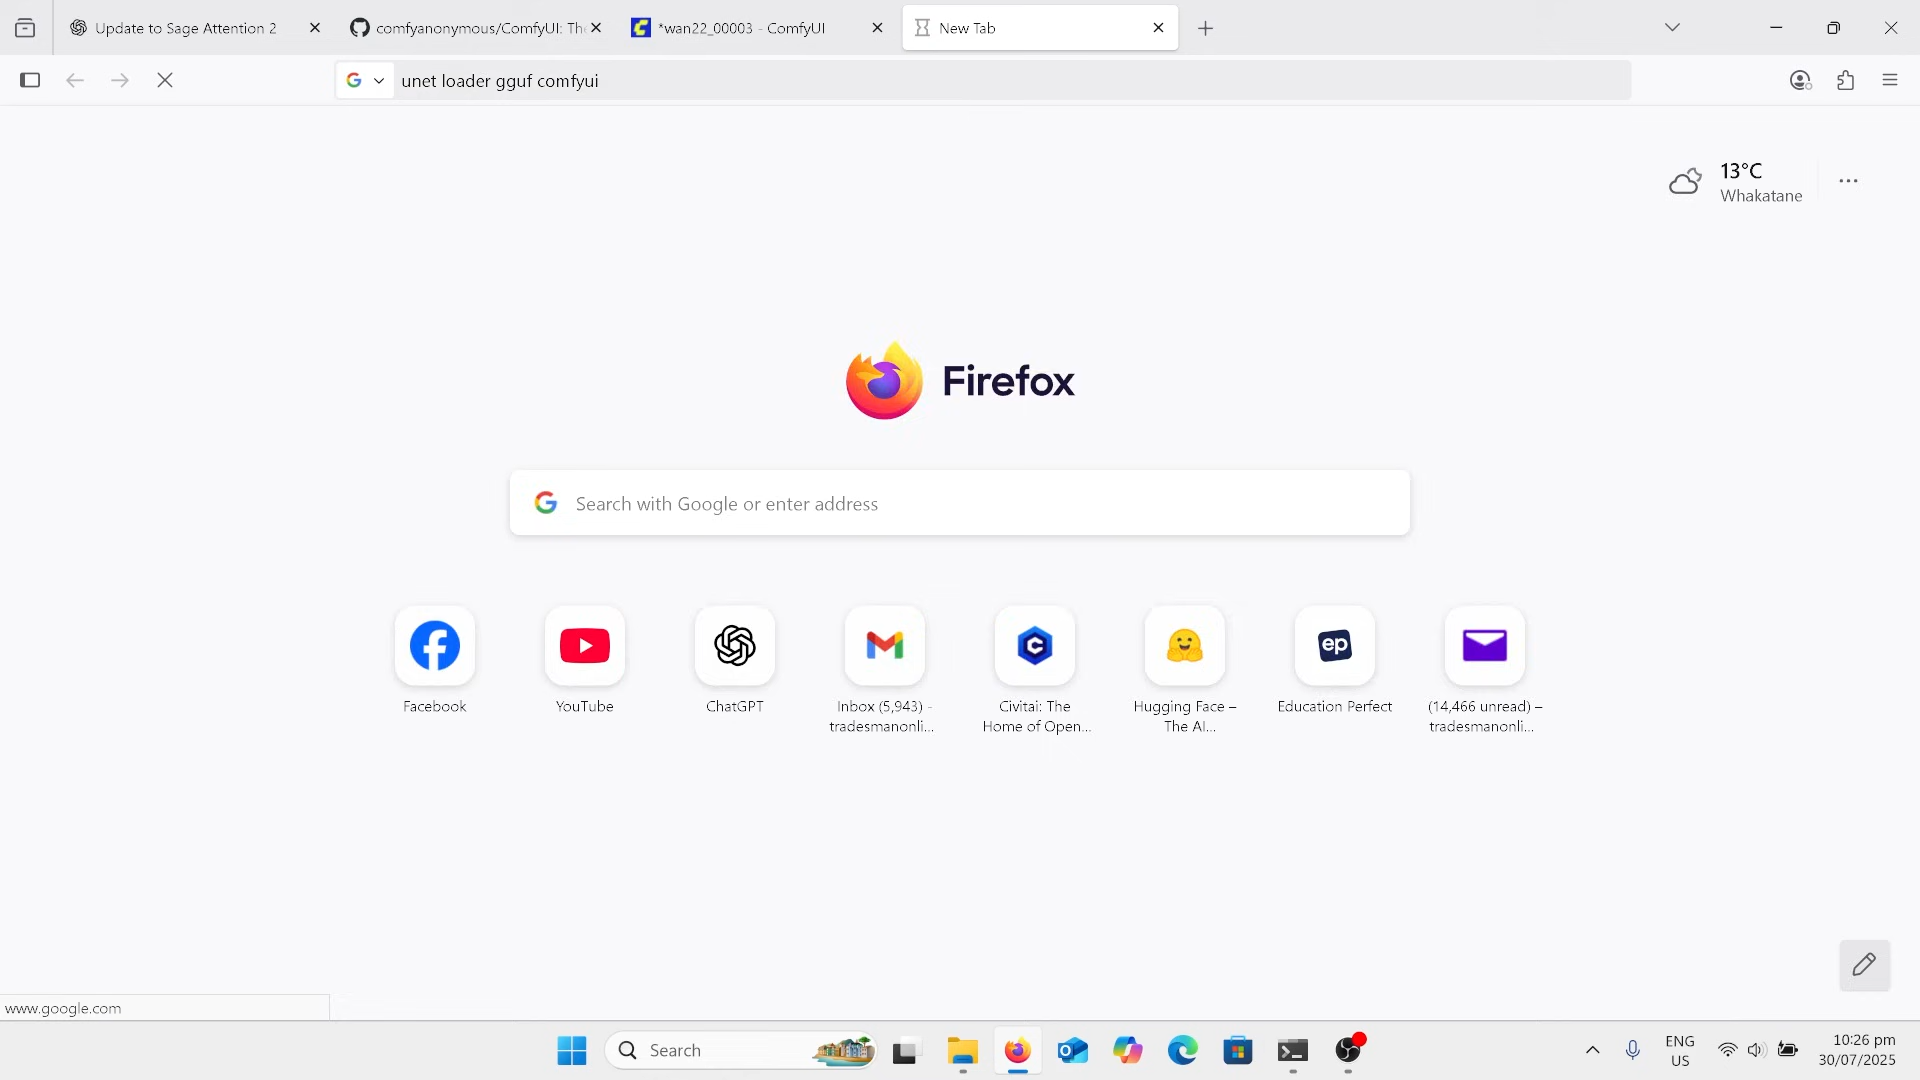 Update to Sage Attention 2
comfyanonymous/ComfyUI: The
*wan22_00003 - ComfyUI
New Tab
unet loader gguf comfyui
13°C
Whakatane
Firefox
Search with Google or enter address
Facebook
YouTube
ChatGPT
Inbox (5,943) -
tradesmanonli...
Civitai: The
Home of Open...
Hugging Face –
The AI...
ep
Education Perfect
(14,466 unread) –
tradesmanonli...
www.google.com
Search
ENG
US
10:26 pm
30/07/2025